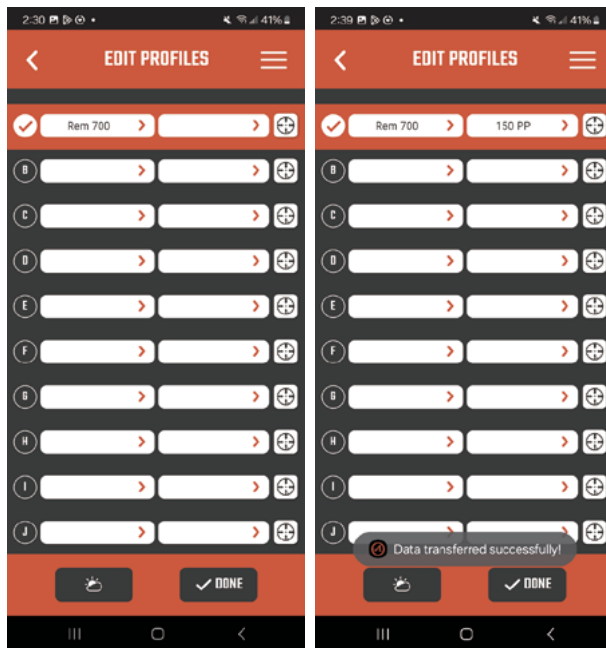 2:30 41%
EDIT PROFILES
Rem 700
B
C
D
E
F
G
H
I
J
DONE
2:39 41%
EDIT PROFILES
Rem 700 150 PP
B
C
D
E
F
G
H
I
J
Data transferred successfully!
DONE